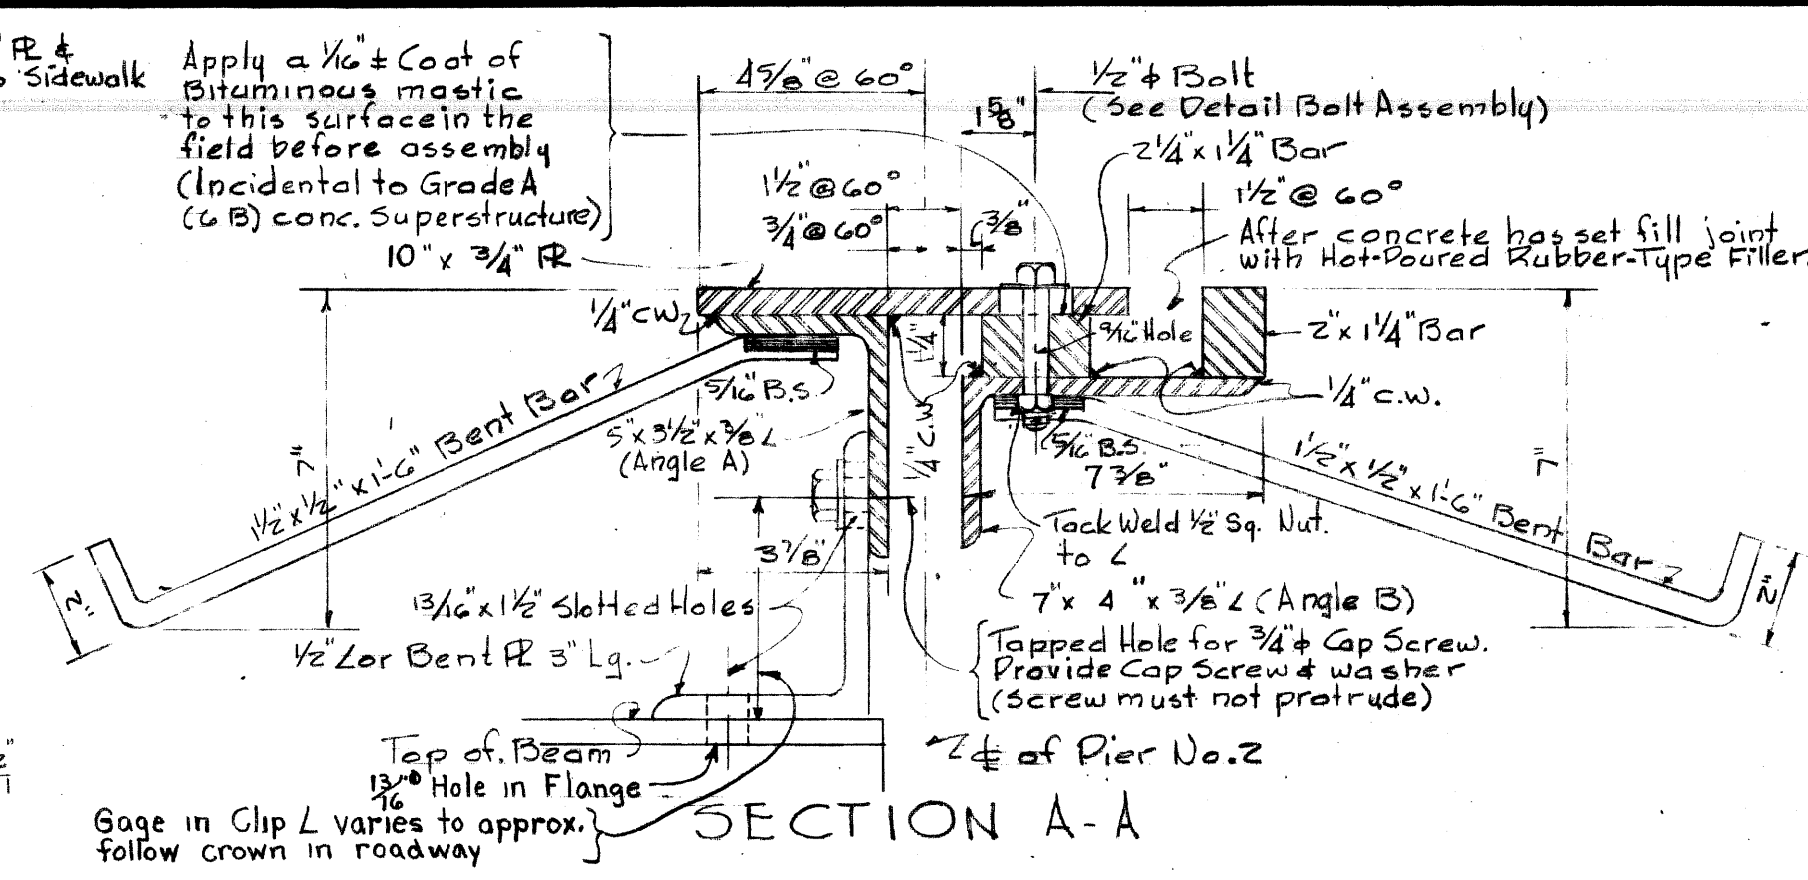 " PL &
Sidewalk
Apply a 1/16" ± Coat of
Bituminous mastic
to this surface in the
field before assembly
(Incidental to Grade A
(6 B) conc. Superstructure)
10" x 3/4" PL
4 5/8" @ 60°
1/2" φ Bolt
(See Detail Bolt Assembly)
1 5/8"
2 1/4" x 1 1/4" Bar
1 1/2" @ 60°
3/4" @ 60°
3/8"
1 1/2" @ 60°
After concrete has set fill joint
with Hot-Poured Rubber-Type Filler.
1/4" C.W.
1 1/4"
9/16" Hole
2" x 1 1/4" Bar
1/4" C.W.
5/16" B.S.
7"
1 1/2" x 1/2" x 1'-6" Bent Bar
5" x 3 1/2" x 3/8" L
(Angle A)
1/4" C.W.
5/16" B.S.
7 3/8"
1 1/2" x 1/2" x 1'-6" Bent Bar
7"
Tack Weld 1/2" Sq. Nut.
to L
3 7/8"
2"
2"
13/16" x 1 1/2" Slotted Holes
7" x 4" x 3/8" L (Angle B)
1/2" L or Bent PL 3" Lg.
Tapped Hole for 3/4" φ Cap Screw.
Provide Cap Screw & washer
(Screw must not protrude)
Top of Beam
℄ of Pier No. 2
13/16" φ Hole in Flange
Gage in Clip L varies to approx.
follow crown in roadway
SECTION A-A